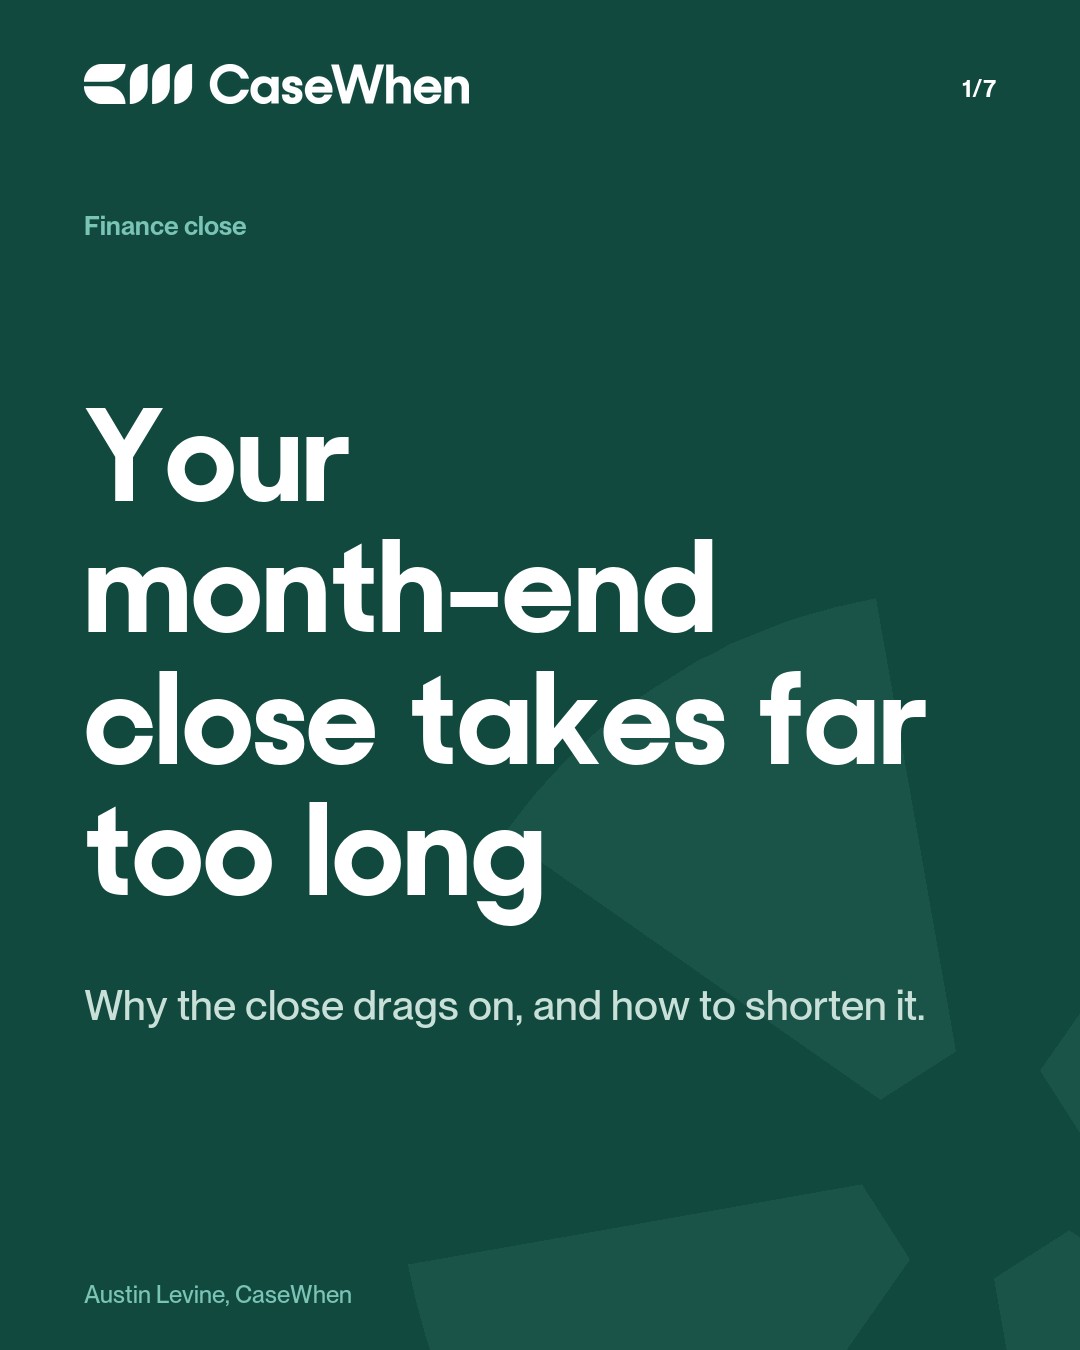 CaseWhen
1/7
Finance close
Your
month-end
close takes far
too long
Why the close drags on, and how to shorten it.
Austin Levine, CaseWhen